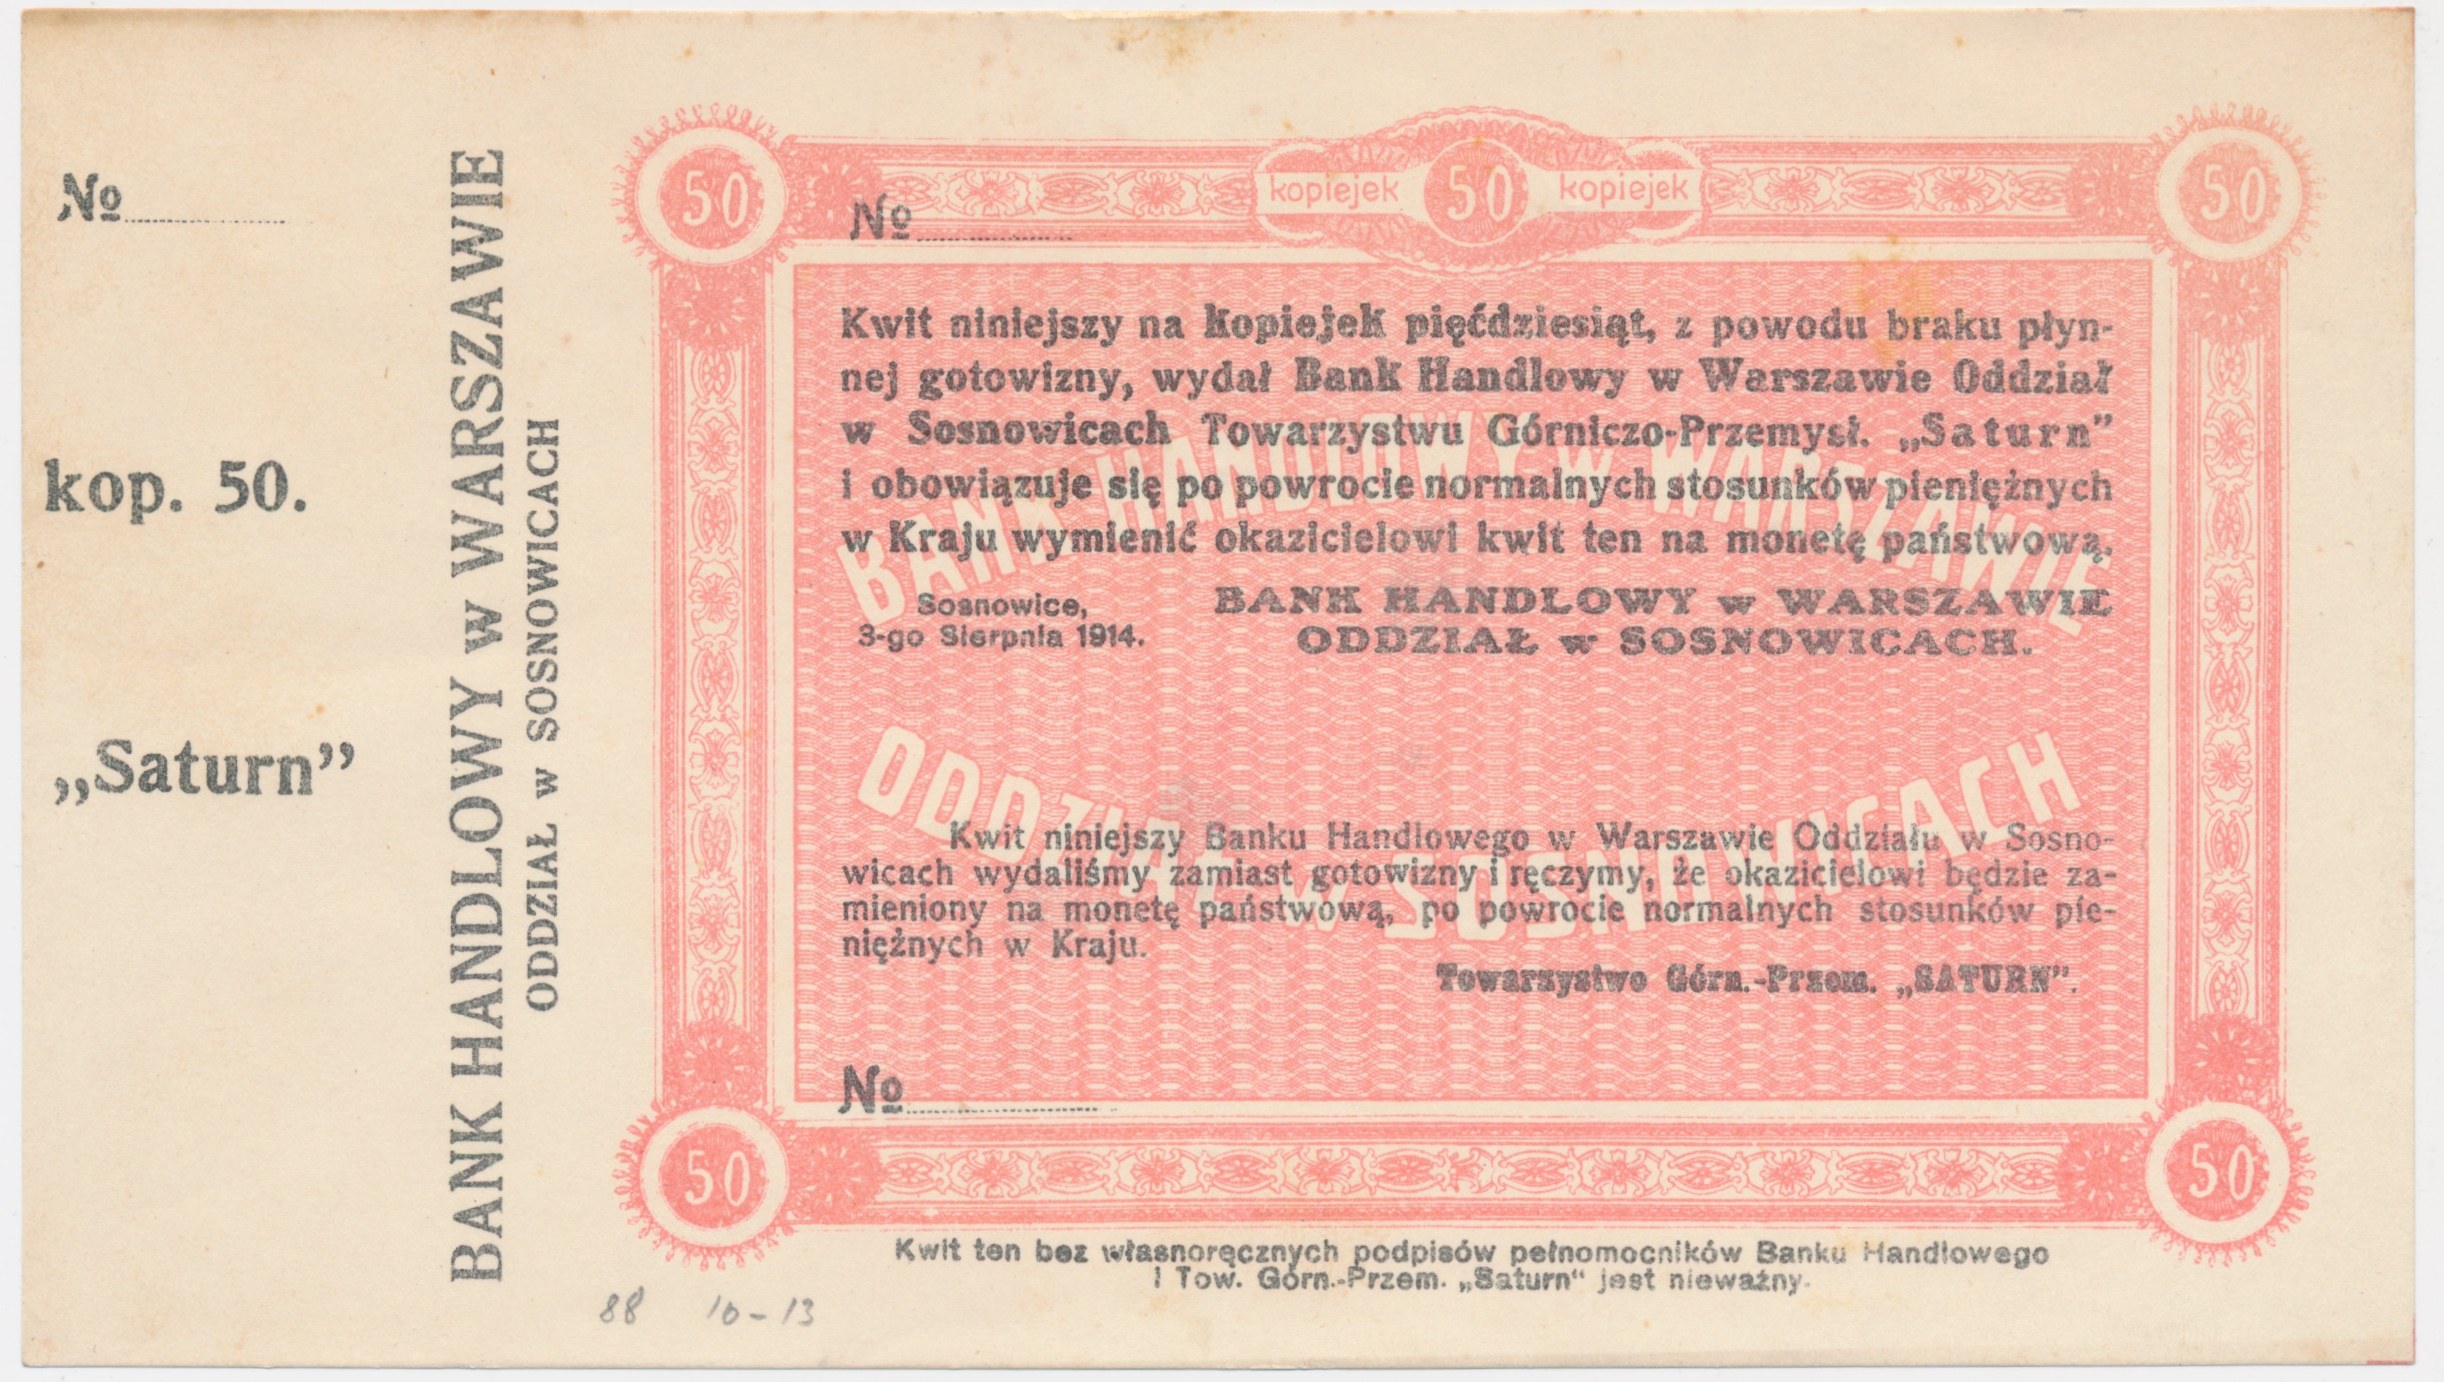 №
kop. 50.
„Saturn”
BANK HANDLOWY w WARSZAWIE
ODDZIAŁ w SOSNOWICACH
50
kopiejek 50 kopiejek
50
№
Kwit niniejszy na kopiejek pięćdziesiąt, z powodu braku płyn-
nej gotowizny, wydał Bank Handlowy w Warszawie Oddział
w Sosnowicach Towarzystwu Górniczo-Przemysł. „Saturn”
i obowiązuje się po powrocie normalnych stosunków pieniężnych
w Kraju wymienić okazicielowi kwit ten na monetę państwową.
BANK HANDLOWY W WARSZAWIE
Sosnowice,
3-go Sierpnia 1914.
BANK HANDLOWY w WARSZAWIE
ODDZIAŁ w SOSNOWICACH.
ODDZIAŁ W SOSNOWICACH
Kwit niniejszy Banku Handlowego w Warszawie Oddziału w Sosno-
wicach wydaliśmy zamiast gotowizny i ręczymy, że okazicielowi będzie za-
mieniony na monetę państwową, po powrocie normalnych stosunków pie-
niężnych w Kraju.
Towarzystwo Górn.-Przem. „SATURN”.
№
50
50
Kwit ten bez własnoręcznych podpisów pełnomocników Banku Handlowego
i Tow. Górn.-Przem. „Saturn“ jest nieważny.
88 10-13